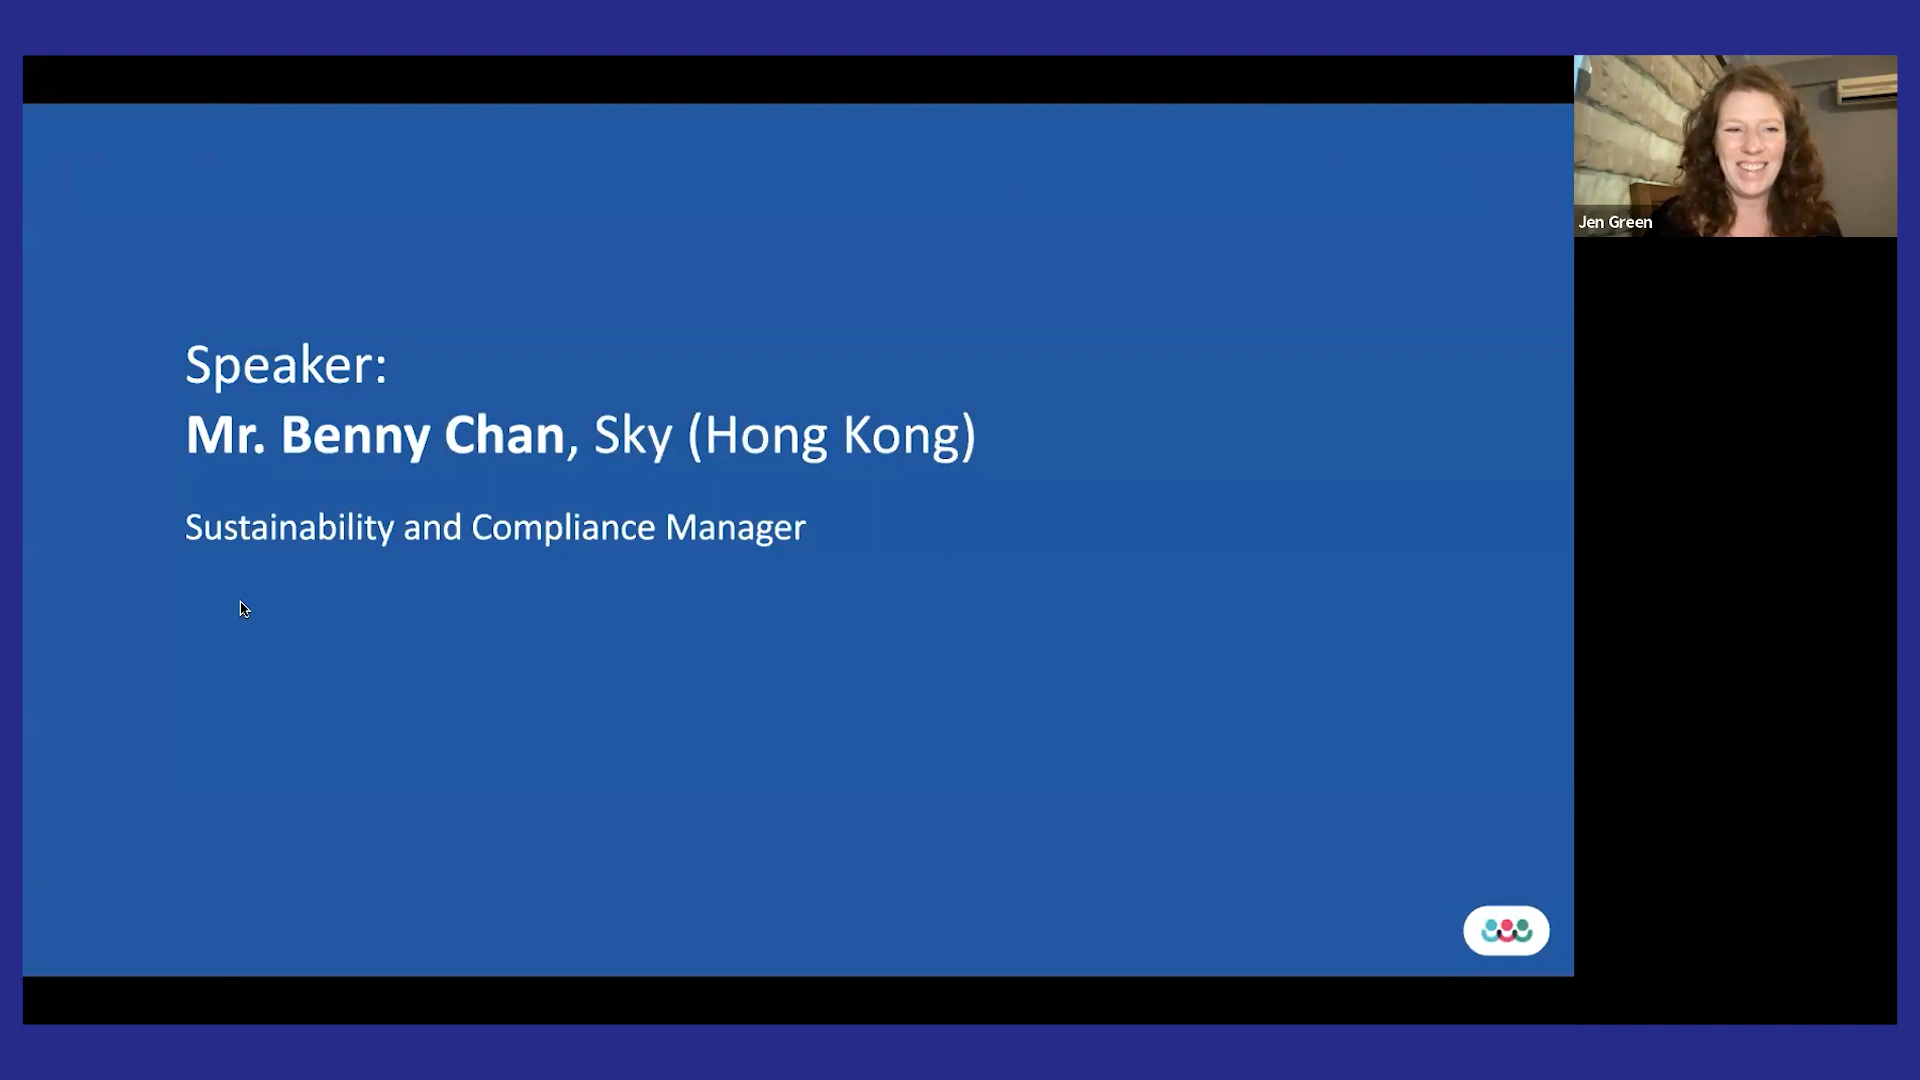 Speaker:
Mr. Benny Chan, Sky (Hong Kong)
Sustainability and Compliance Manager
Jen Green